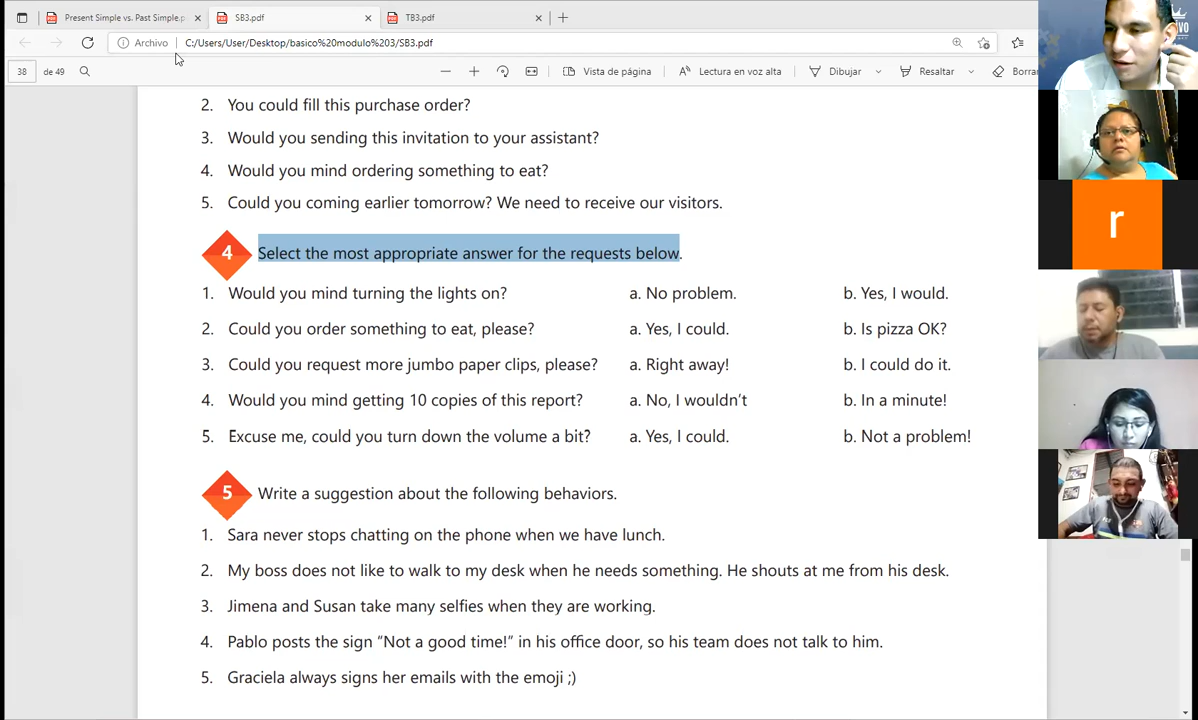 Present Simple vs. Past Simple.p
SB3.pdf
TB3.pdf
Archivo
C:/Users/User/Desktop/basico%20modulo%203/SB3.pdf
38
de 49
Vista de página
Lectura en voz alta
Dibujar
Resaltar
Borrar
2. You could fill this purchase order?
3. Would you sending this invitation to your assistant?
4. Would you mind ordering something to eat?
5. Could you coming earlier tomorrow? We need to receive our visitors.
4 Select the most appropriate answer for the requests below.
1. Would you mind turning the lights on? a. No problem. b. Yes, I would.
2. Could you order something to eat, please? a. Yes, I could. b. Is pizza OK?
3. Could you request more jumbo paper clips, please? a. Right away! b. I could do it.
4. Would you mind getting 10 copies of this report? a. No, I wouldn't b. In a minute!
5. Excuse me, could you turn down the volume a bit? a. Yes, I could. b. Not a problem!
5 Write a suggestion about the following behaviors.
1. Sara never stops chatting on the phone when we have lunch.
2. My boss does not like to walk to my desk when he needs something. He shouts at me from his desk.
3. Jimena and Susan take many selfies when they are working.
4. Pablo posts the sign "Not a good time!" in his office door, so his team does not talk to him.
5. Graciela always signs her emails with the emoji ;)
r